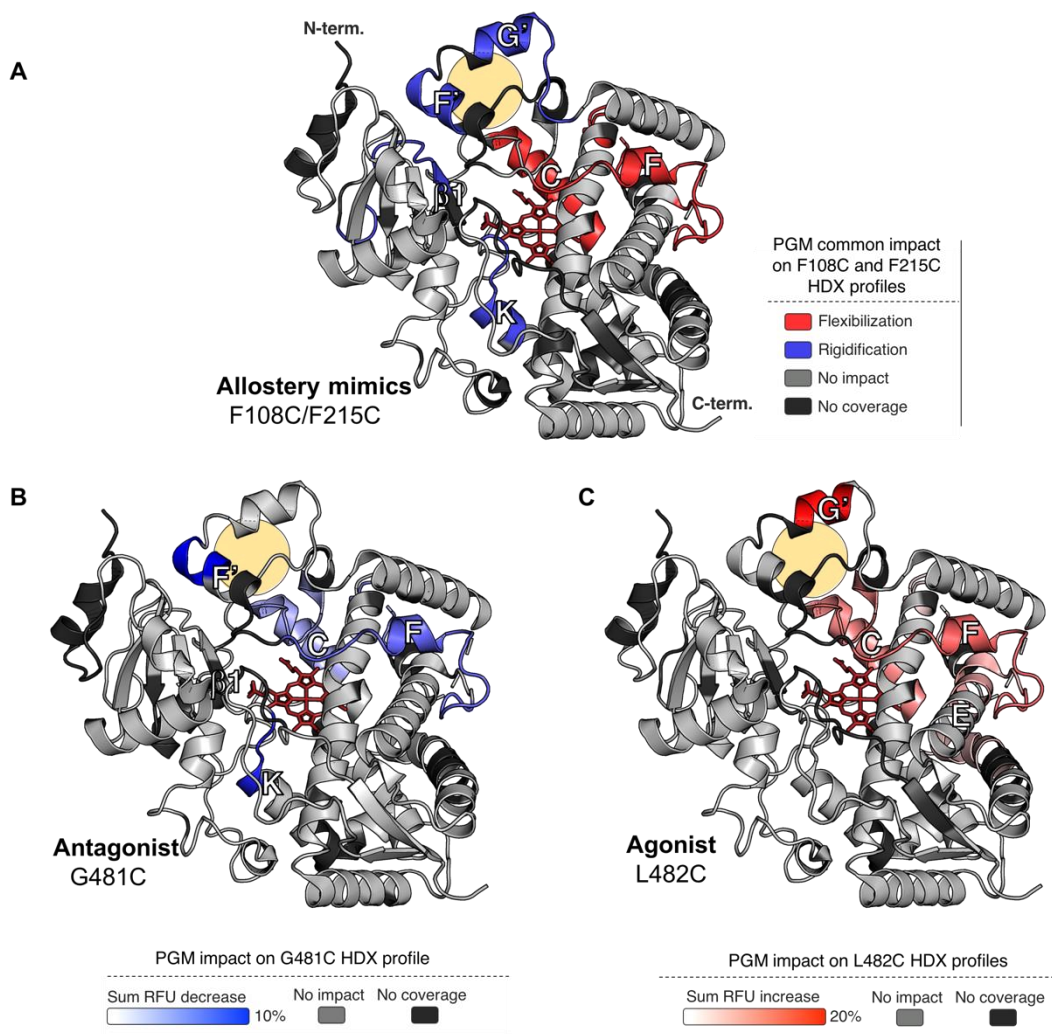 A
N-term.
G'
F'
C
F
β1
K
Allostery mimics
F108C/F215C
C-term.
PGM common impact
on F108C and F215C
HDX profiles
Flexibilization
Rigidification
No impact
No coverage
B
F'
C
F
β1
K
Antagonist
G481C
PGM impact on G481C HDX profile
Sum RFU decrease No impact No coverage
10%
C
G'
C
F
E
Agonist
L482C
PGM impact on L482C HDX profiles
Sum RFU increase No impact No coverage
20%